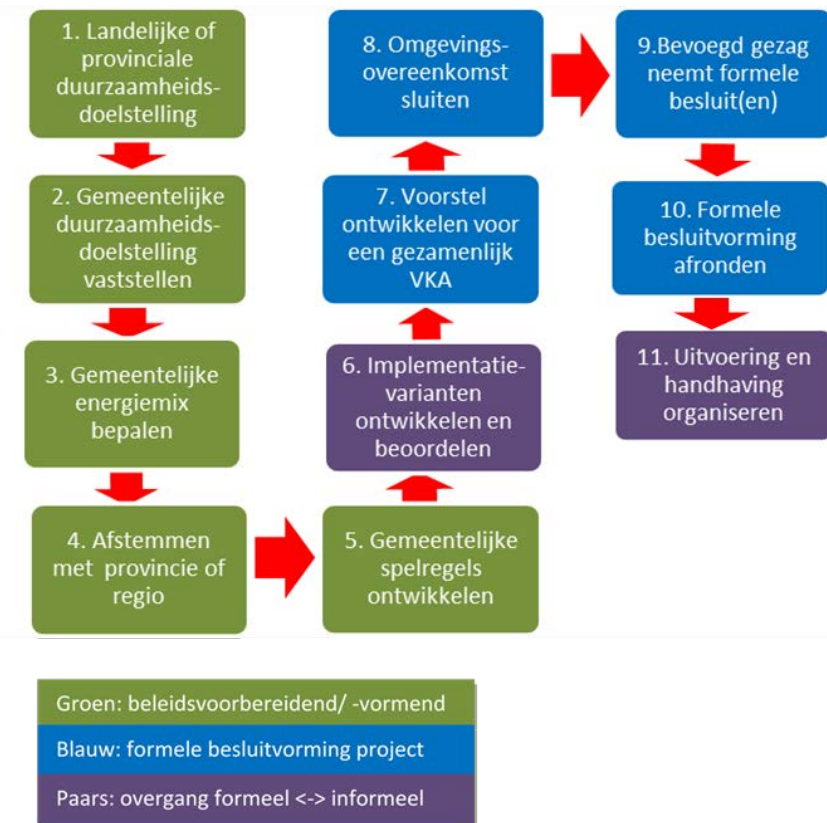 1. Landelijke of
provinciale
duurzaamheids-
doelstelling
2. Gemeentelijke
duurzaamheids-
doelstelling
vaststellen
3. Gemeentelijke
energiemix
bepalen
4. Afstemmen
met provincie of
regio
5. Gemeentelijke
spelregels
ontwikkelen
6. Implementatie-
varianten
ontwikkelen en
beoordelen
7. Voorstel
ontwikkelen voor
een gezamenlijk
VKA
8. Omgevings-
overeenkomst
sluiten
9.Bevoegd gezag
neemt formele
besluit(en)
10. Formele
besluitvorming
afronden
11. Uitvoering en
handhaving
organiseren
Groen: beleidsvoorbereidend/ -vormend
Blauw: formele besluitvorming project
Paars: overgang formeel <-> informeel